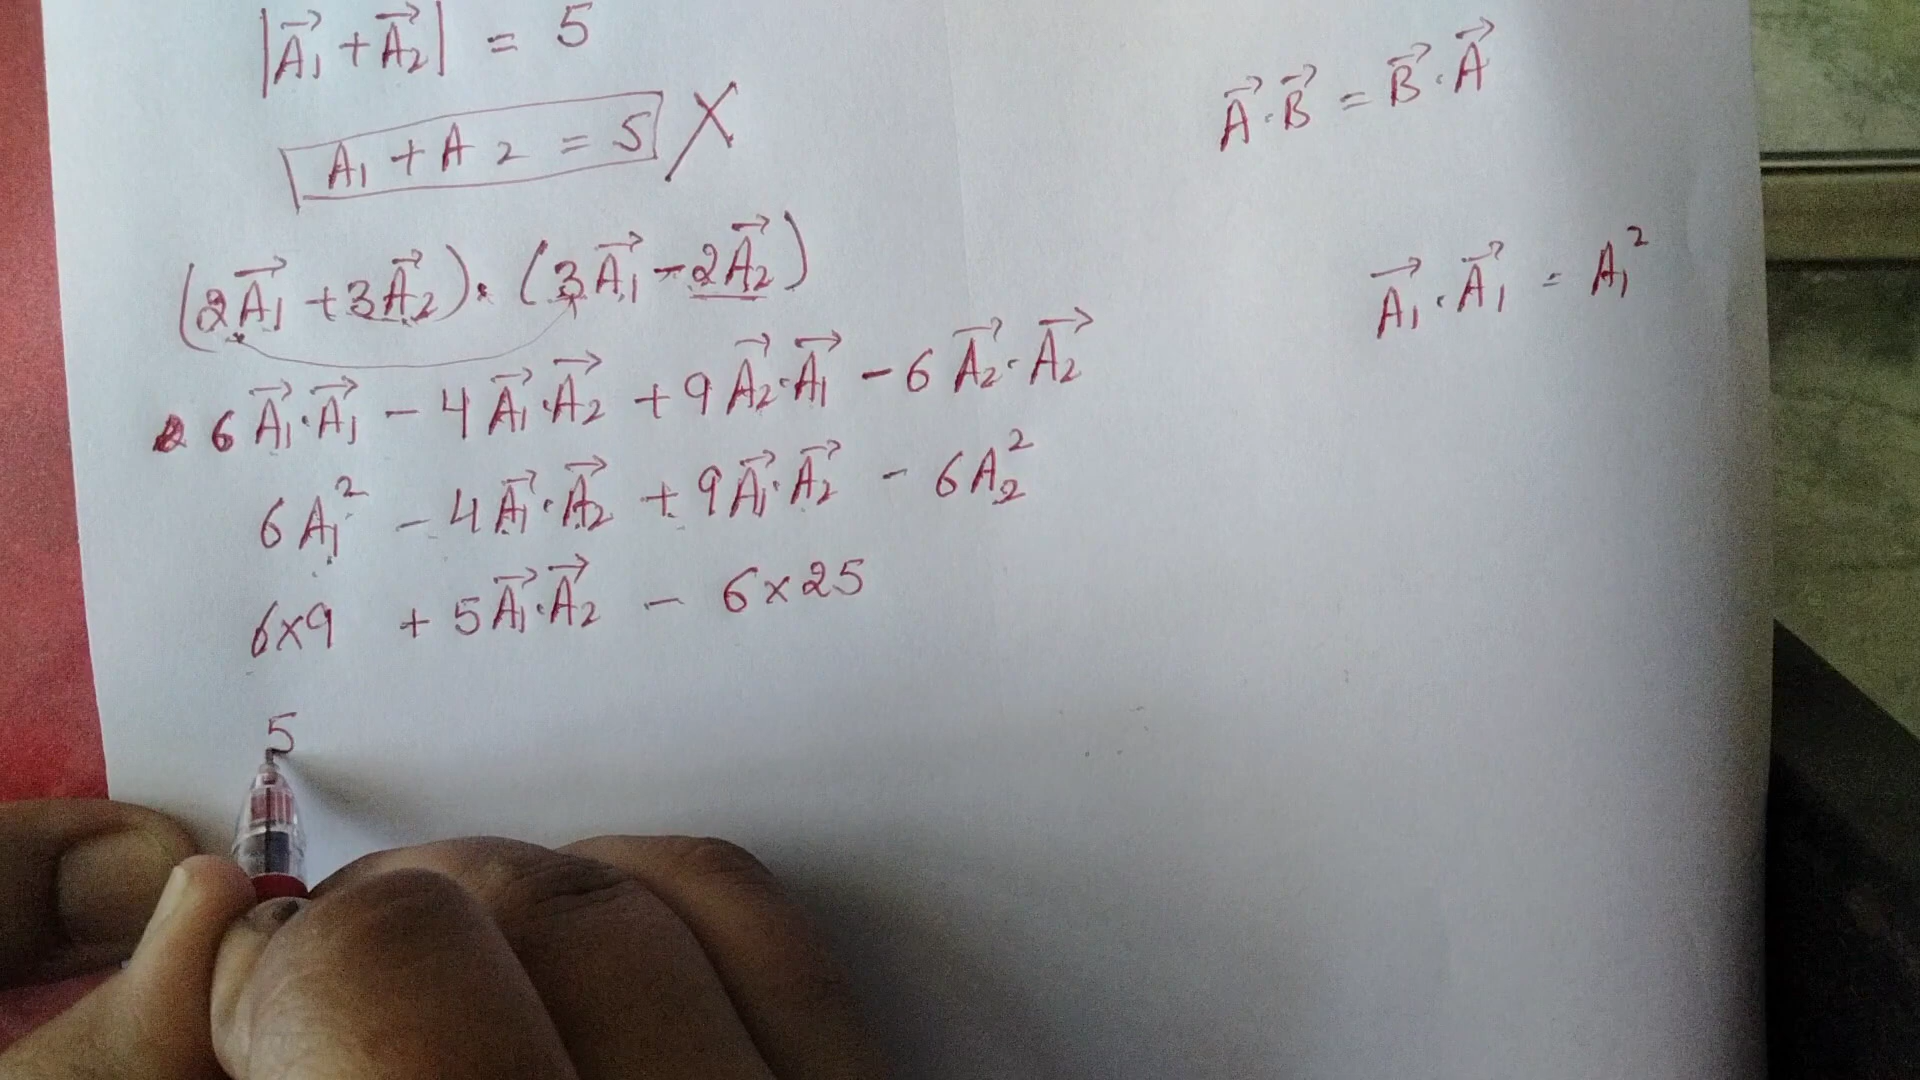 |A⃗₁ + A⃗₂| = 5
A₁ + A₂ = 5 X
A⃗·B⃗ = B⃗·A⃗
(2A⃗₁ + 3A⃗₂)·(3A⃗₁ - 2A⃗₂)
A⃗₁·A⃗₁ = A₁²
6A⃗₁·A⃗₁ - 4A⃗₁·A⃗₂ + 9A⃗₂·A⃗₁ - 6A⃗₂·A⃗₂
6A₁² - 4A⃗₁·A⃗₂ + 9A⃗₁·A⃗₂ - 6A₂²
6×9 + 5A⃗₁·A⃗₂ - 6×25
5